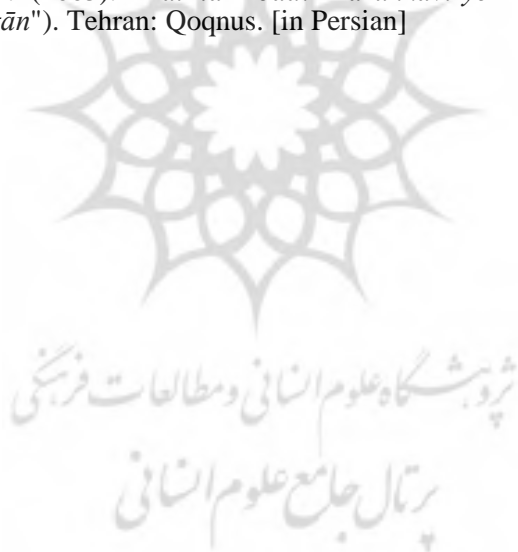 ān"). Tehran: Qoqnus. [in Persian]
پژوهشگاه علوم انسانی و مطالعات فرهنگی
پرتال جامع علوم انسانی